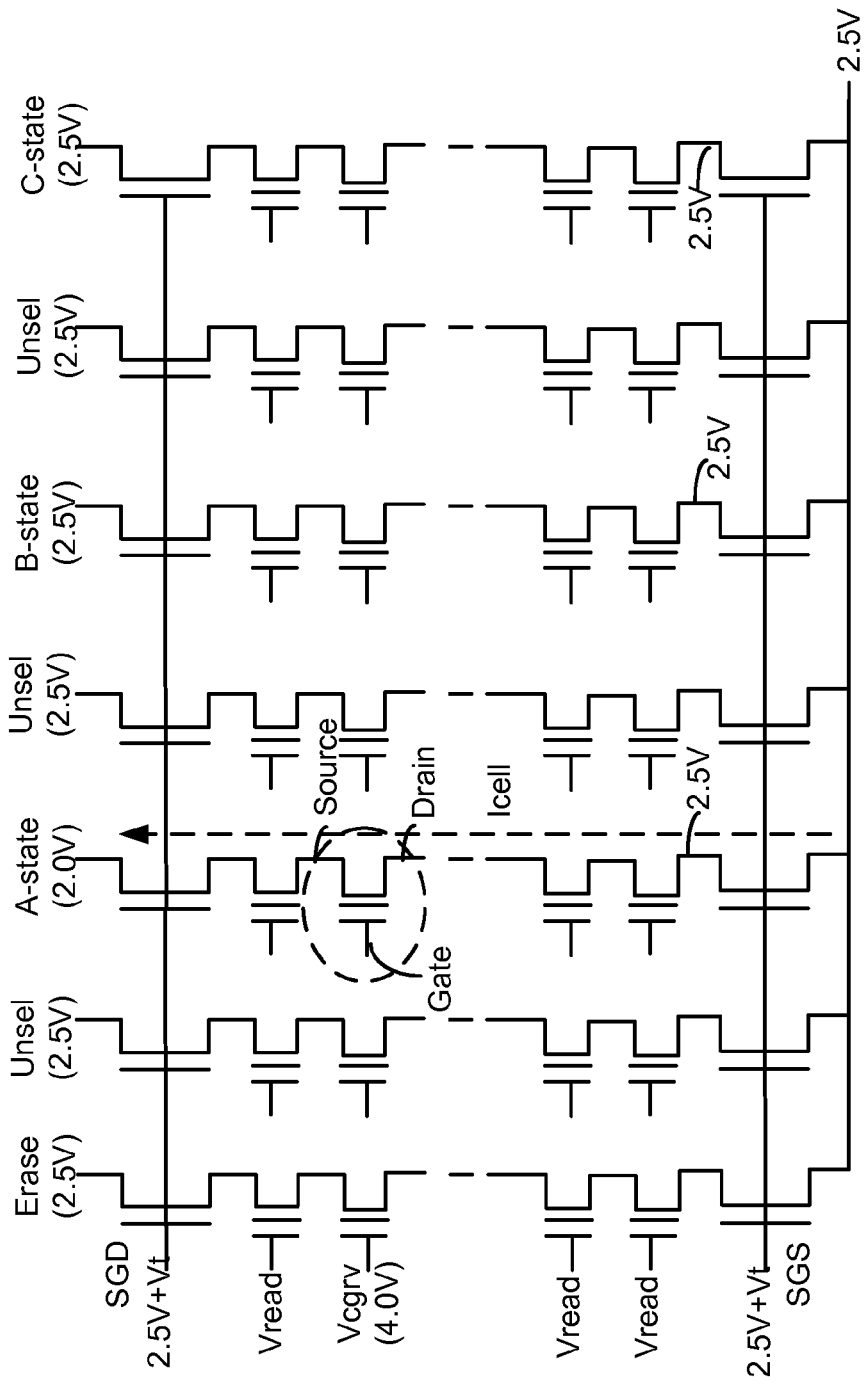 Erase
(2.5V)
Unsel
(2.5V)
A-state
(2.0V)
Unsel
(2.5V)
B-state
(2.5V)
Unsel
(2.5V)
C-state
(2.5V)
SGD
2.5V+Vt
Vread
Vcgrv
(4.0V)
Source
Gate
Drain
Icell
Vread
Vread
2.5V
2.5V
2.5V
2.5V+Vt
SGS
2.5V